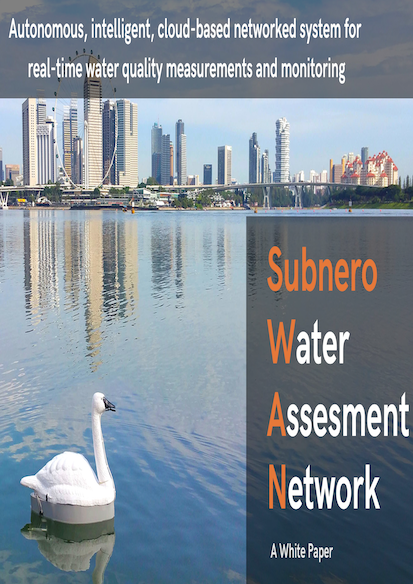 Autonomous, intelligent, cloud-based networked system for
real-time water quality measurements and monitoring
Subnero
Water
Assesment
Network
A White Paper